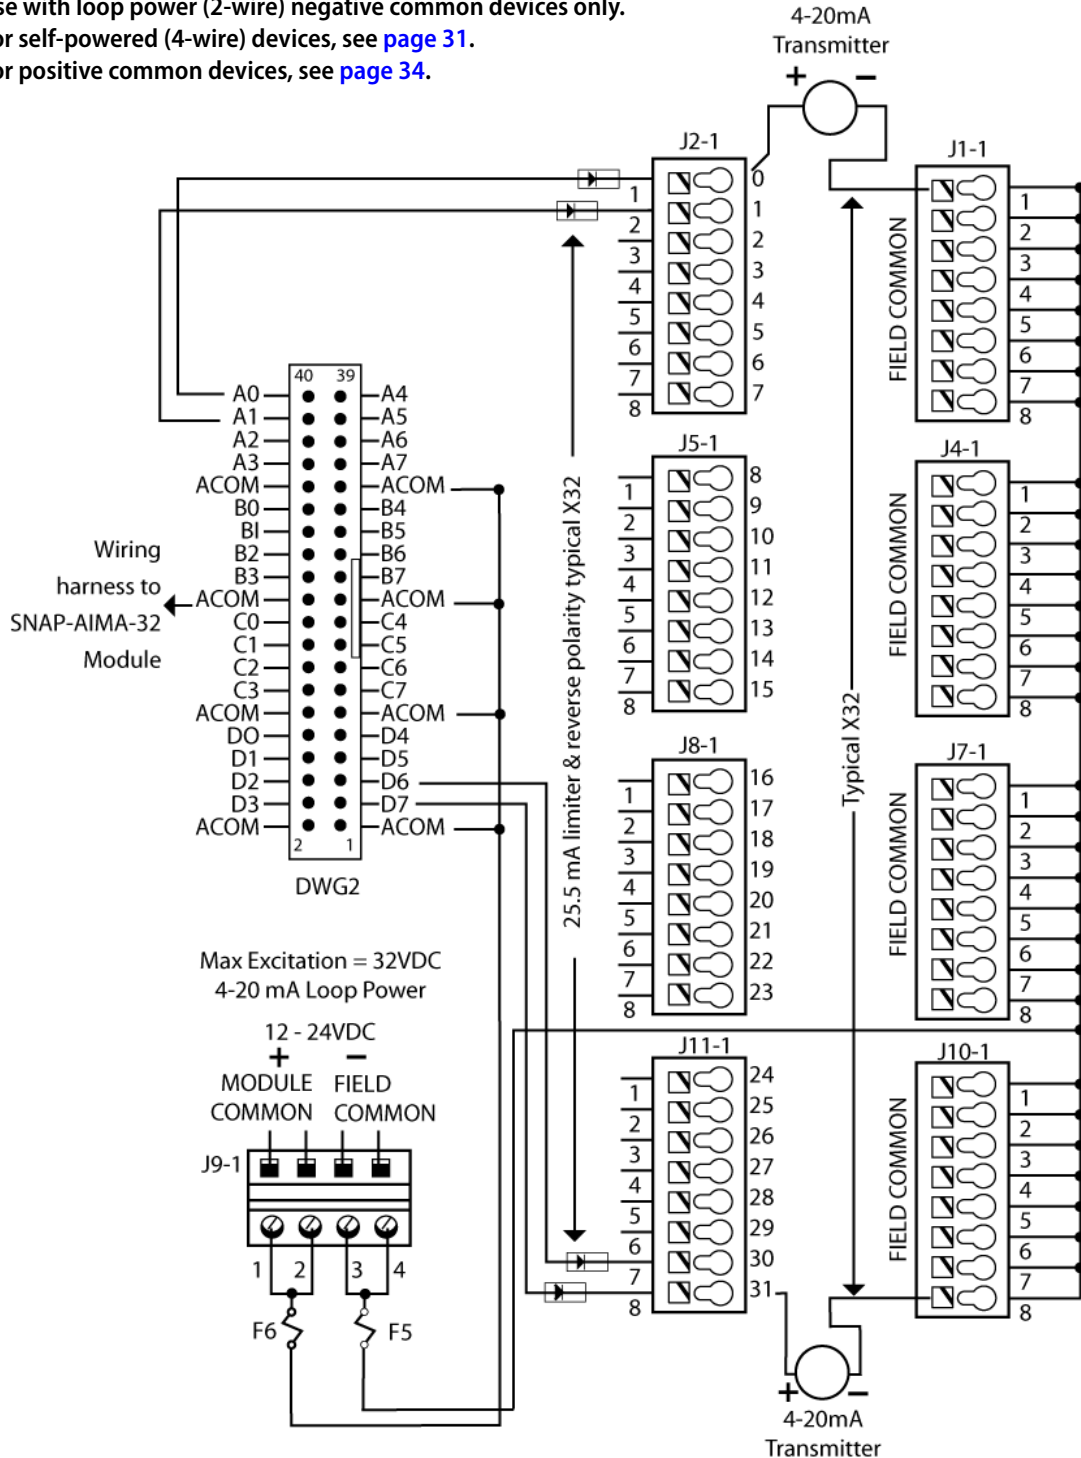 se with loop power (2-wire) negative common devices only.
or self-powered (4-wire) devices, see page 31.
or positive common devices, see page 34.
4-20mA
Transmitter
+ −
J2-1
0
1
2
3
4
5
6
7
1
2
3
4
5
6
7
8
J1-1
FIELD COMMON
1
2
3
4
5
6
7
8
40 39
A0 A4
A1 A5
A2 A6
A3 A7
ACOM ACOM
B0 B4
BI B5
B2 B6
B3 B7
ACOM ACOM
C0 C4
C1 C5
C2 C6
C3 C7
ACOM ACOM
DO D4
D1 D5
D2 D6
D3 D7
ACOM ACOM
2 1
DWG2
Wiring
harness to
SNAP-AIMA-32
Module
25.5 mA limiter & reverse polarity typical X32
Typical X32
J5-1
8
9
10
11
12
13
14
15
1
2
3
4
5
6
7
8
J4-1
FIELD COMMON
1
2
3
4
5
6
7
8
J8-1
16
17
18
19
20
21
22
23
1
2
3
4
5
6
7
8
J7-1
FIELD COMMON
1
2
3
4
5
6
7
8
Max Excitation = 32VDC
4-20 mA Loop Power
12 - 24VDC
+ −
MODULE FIELD
COMMON COMMON
J9-1
1 2 3 4
F6 F5
J11-1
24
25
26
27
28
29
30
31
1
2
3
4
5
6
7
8
J10-1
FIELD COMMON
1
2
3
4
5
6
7
8
+ −
4-20mA
Transmitter